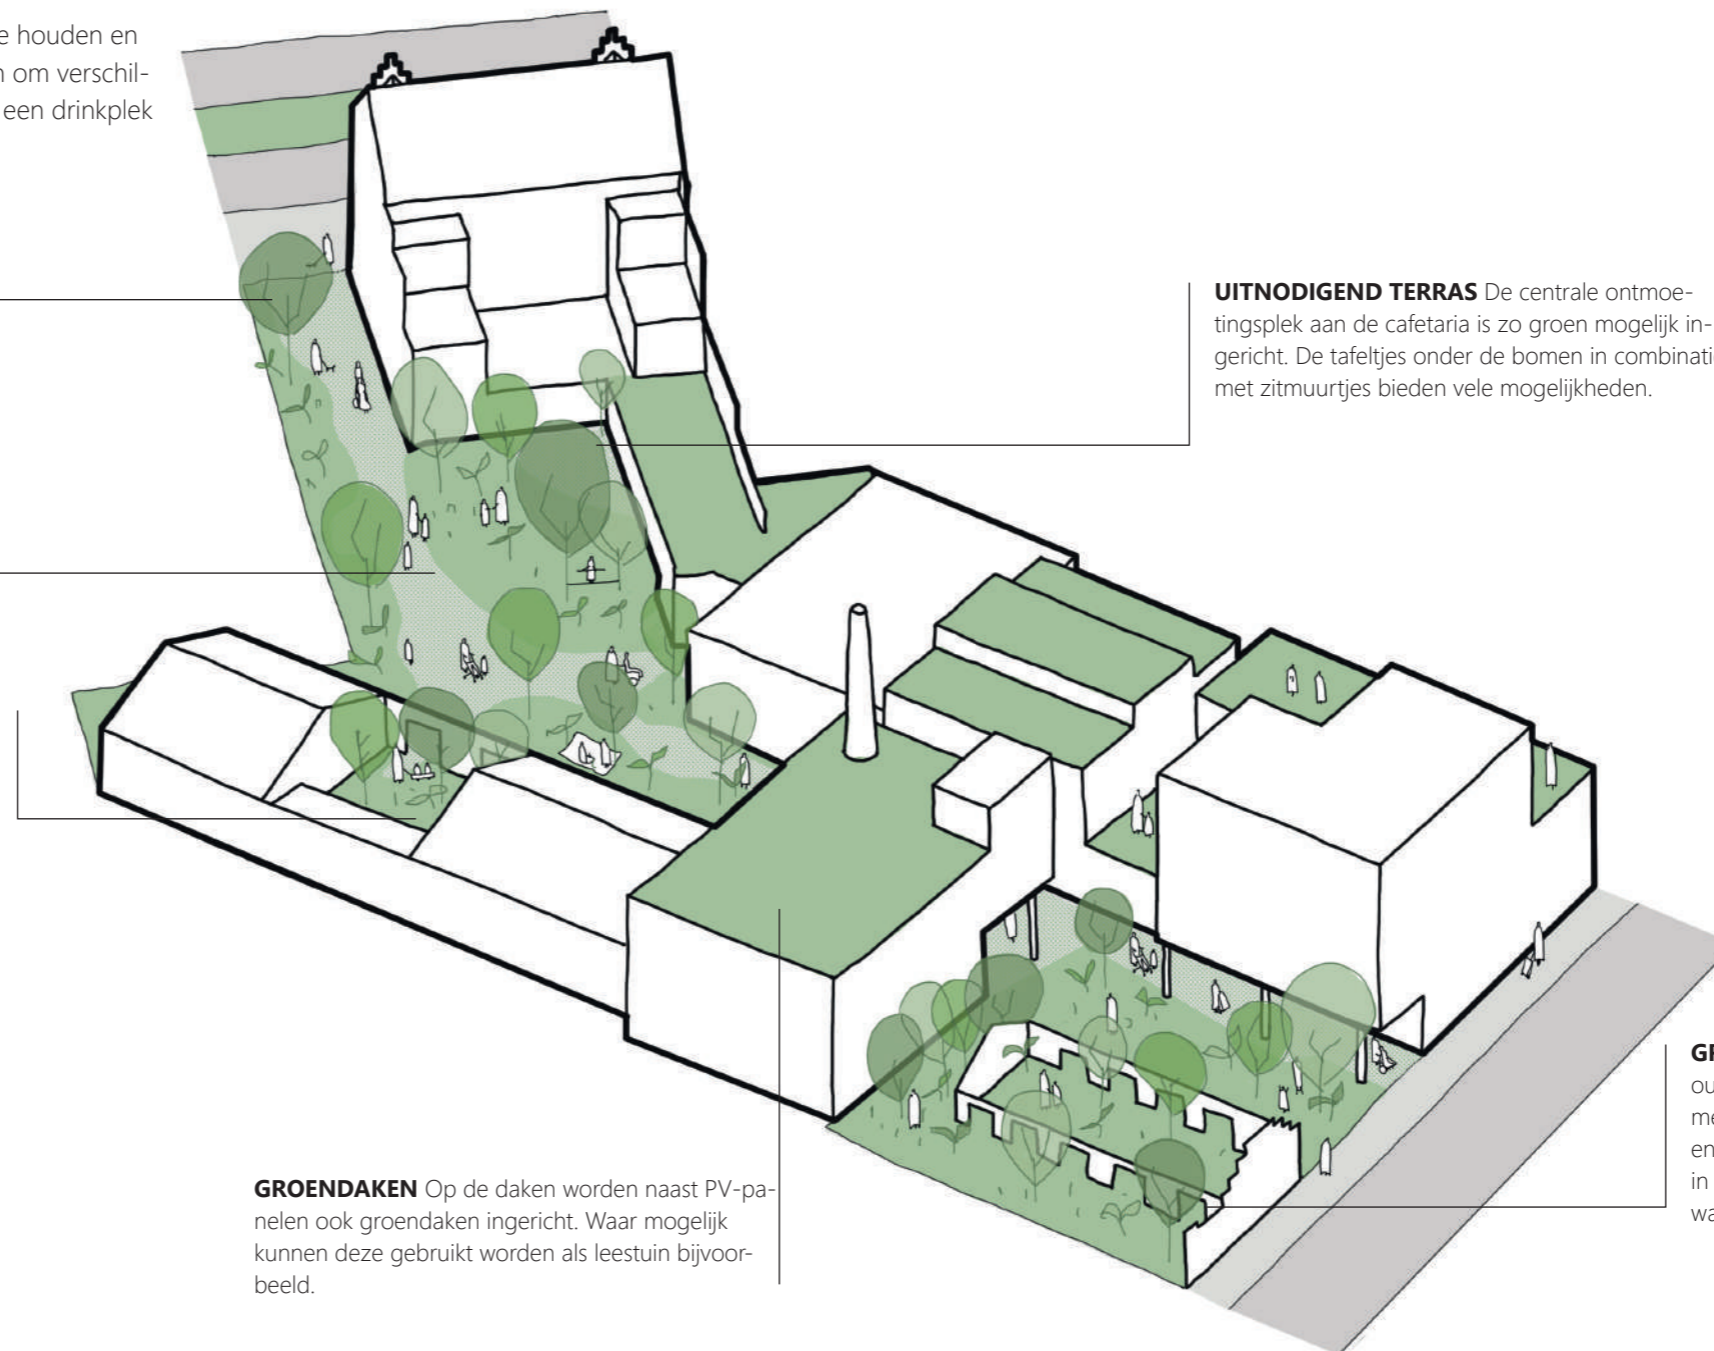 e houden en
om verschil-
een drinkplek
UITNODIGEND TERRAS De centrale ontmoe-
tingsplek aan de cafetaria is zo groen mogelijk in-
gericht. De tafeltjes onder de bomen in combinati
met zitmuurtjes bieden vele mogelijkheden.
GROENDAKEN Op de daken worden naast PV-pa-
nelen ook groendaken ingericht. Waar mogelijk
kunnen deze gebruikt worden als leestuin bijvoor-
beeld.
GR
ou
me
en
in
wa